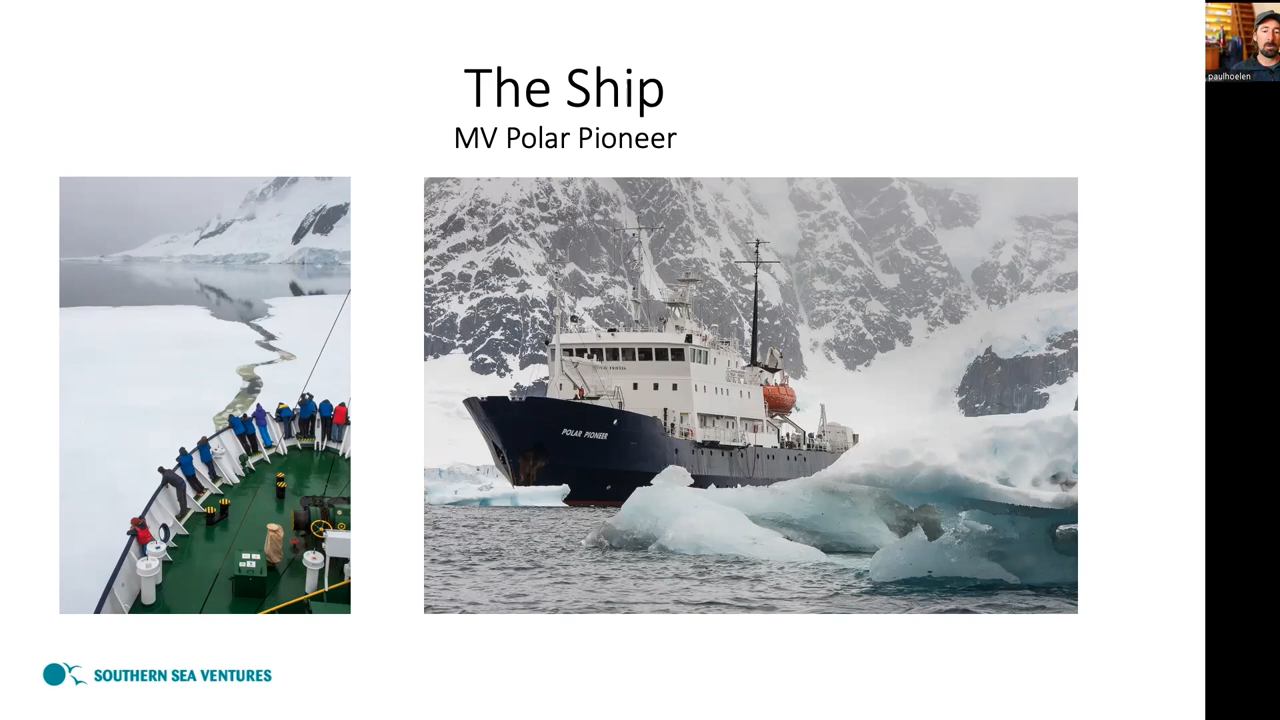 The Ship
MV Polar Pioneer
paulhoelen
POLAR PIONEER
SOUTHERN SEA VENTURES